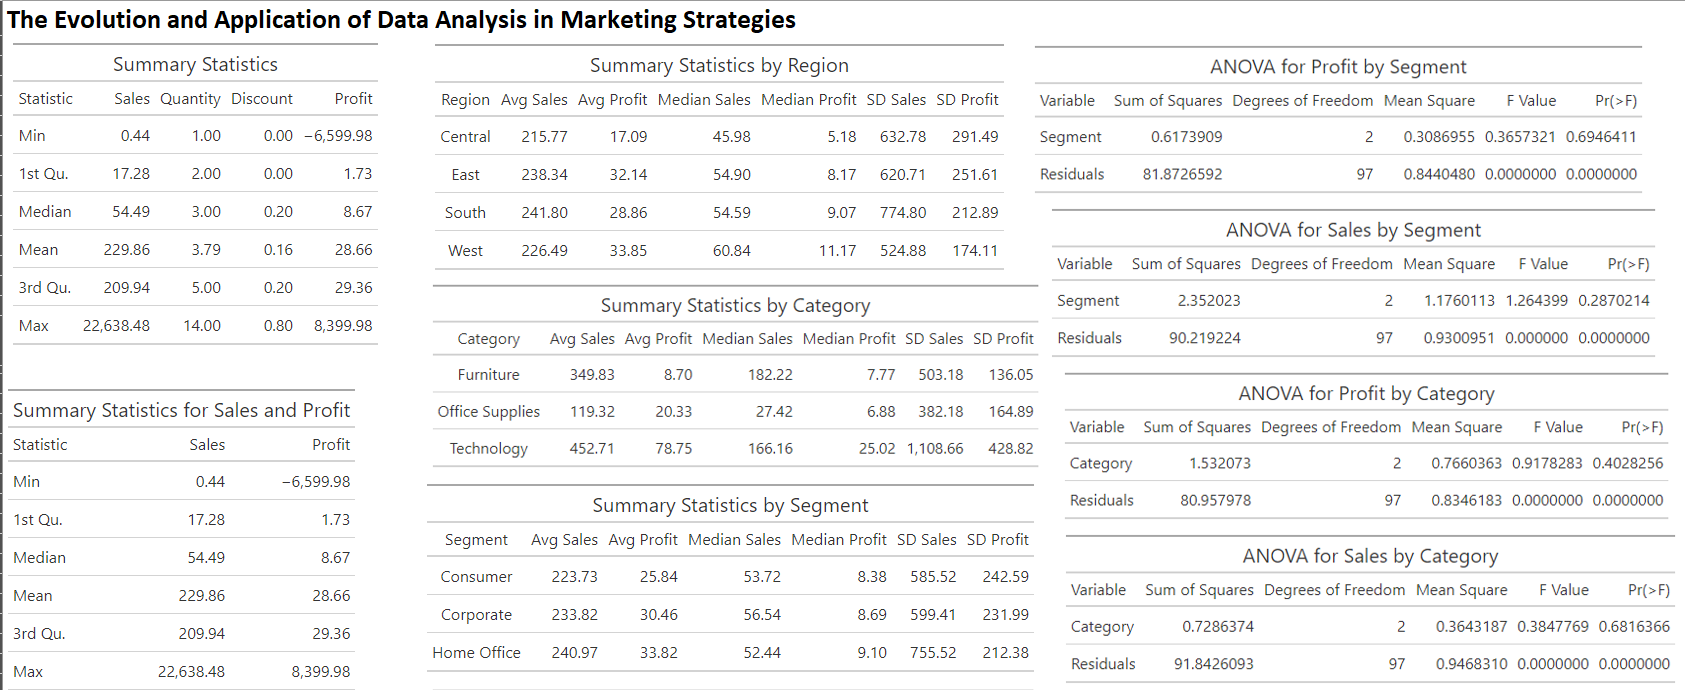 The Evolution and Application of Data Analysis in Marketing Strategies
Summary Statistics
Statistic Sales Quantity Discount Profit
Min 0.44 1.00 0.00 −6,599.98
1st Qu. 17.28 2.00 0.00 1.73
Median 54.49 3.00 0.20 8.67
Mean 229.86 3.79 0.16 28.66
3rd Qu. 209.94 5.00 0.20 29.36
Max 22,638.48 14.00 0.80 8,399.98
Summary Statistics for Sales and Profit
Statistic Sales Profit
Min 0.44 −6,599.98
1st Qu. 17.28 1.73
Median 54.49 8.67
Mean 229.86 28.66
3rd Qu. 209.94 29.36
Max 22,638.48 8,399.98
Summary Statistics by Region
Region Avg Sales Avg Profit Median Sales Median Profit SD Sales SD Profit
Central 215.77 17.09 45.98 5.18 632.78 291.49
East 238.34 32.14 54.90 8.17 620.71 251.61
South 241.80 28.86 54.59 9.07 774.80 212.89
West 226.49 33.85 60.84 11.17 524.88 174.11
Summary Statistics by Category
Category Avg Sales Avg Profit Median Sales Median Profit SD Sales SD Profit
Furniture 349.83 8.70 182.22 7.77 503.18 136.05
Office Supplies 119.32 20.33 27.42 6.88 382.18 164.89
Technology 452.71 78.75 166.16 25.02 1,108.66 428.82
Summary Statistics by Segment
Segment Avg Sales Avg Profit Median Sales Median Profit SD Sales SD Profit
Consumer 223.73 25.84 53.72 8.38 585.52 242.59
Corporate 233.82 30.46 56.54 8.69 599.41 231.99
Home Office 240.97 33.82 52.44 9.10 755.52 212.38
ANOVA for Profit by Segment
Variable Sum of Squares Degrees of Freedom Mean Square F Value Pr(>F)
Segment 0.6173909 2 0.3086955 0.3657321 0.6946411
Residuals 81.8726592 97 0.8440480 0.0000000 0.0000000
ANOVA for Sales by Segment
Variable Sum of Squares Degrees of Freedom Mean Square F Value Pr(>F)
Segment 2.352023 2 1.1760113 1.264399 0.2870214
Residuals 90.219224 97 0.9300951 0.000000 0.0000000
ANOVA for Profit by Category
Variable Sum of Squares Degrees of Freedom Mean Square F Value Pr(>F)
Category 1.532073 2 0.7660363 0.9178283 0.4028256
Residuals 80.957978 97 0.8346183 0.0000000 0.0000000
ANOVA for Sales by Category
Variable Sum of Squares Degrees of Freedom Mean Square F Value Pr(>F)
Category 0.7286374 2 0.3643187 0.3847769 0.6816366
Residuals 91.8426093 97 0.9468310 0.0000000 0.0000000